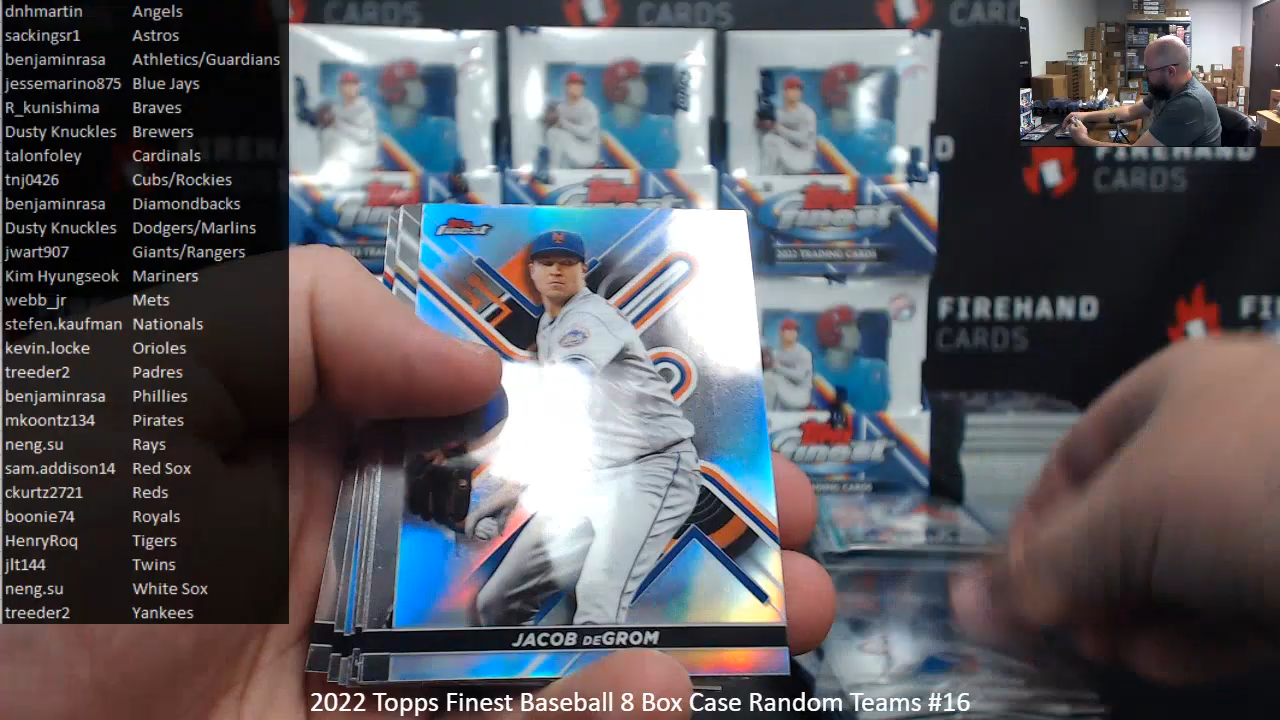 dnhmartin Angels
sackingsr1 Astros
benjaminrasa Athletics/Guardians
jessemarino875 Blue Jays
R_kunishima Braves
Dusty Knuckles Brewers
talonfoley Cardinals
tnj0426 Cubs/Rockies
benjaminrasa Diamondbacks
Dusty Knuckles Dodgers/Marlins
jwart907 Giants/Rangers
Kim Hyungseok Mariners
webb_jr Mets
stefen.kaufman Nationals
kevin.locke Orioles
treeder2 Padres
benjaminrasa Phillies
mkoontz134 Pirates
neng.su Rays
sam.addison14 Red Sox
ckurtz2721 Reds
boonie74 Royals
HenryRoq Tigers
jlt144 Twins
neng.su White Sox
treeder2 Yankees
CARDS
CARDS
CARD
FIREHAND
CARDS
Topps
finest
2022 TRADING CARDS
FIREHAND
CARDS
FI
Topps
finest
Topps
finest
JACOB deGROM
2022 Topps Finest Baseball 8 Box Case Random Teams #16